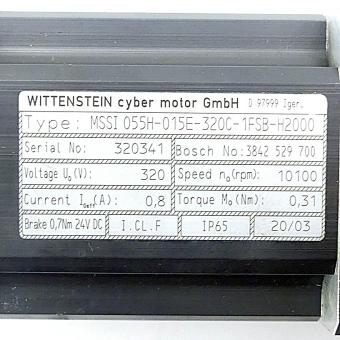 WITTENSTEIN cyber motor GmbH D 97999 Iger.
Type: MSSI 055H-015E-320C-1FSB-H2000
Serial No: 320341 Bosch No: 3842 529 700
Voltage U₀(V): 320 Speed n₀(rpm): 10100
Current I₀eff(A): 0,8 Torque M₀(Nm): 0,31
Brake 0,7Nm 24V DC I.CL.F IP65 20/03